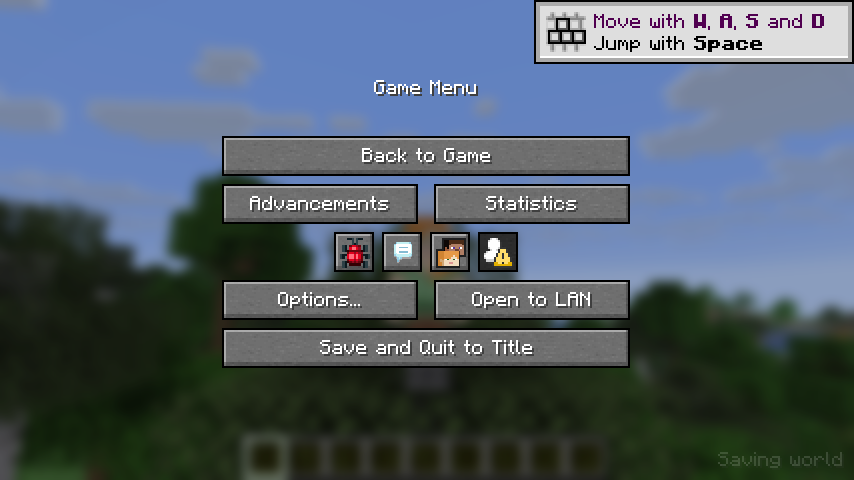 Move with W, A, S and D
Jump with Space
Game Menu
Back to Game
Advancements
Statistics
Options...
Open to LAN
Save and Quit to Title
Saving world